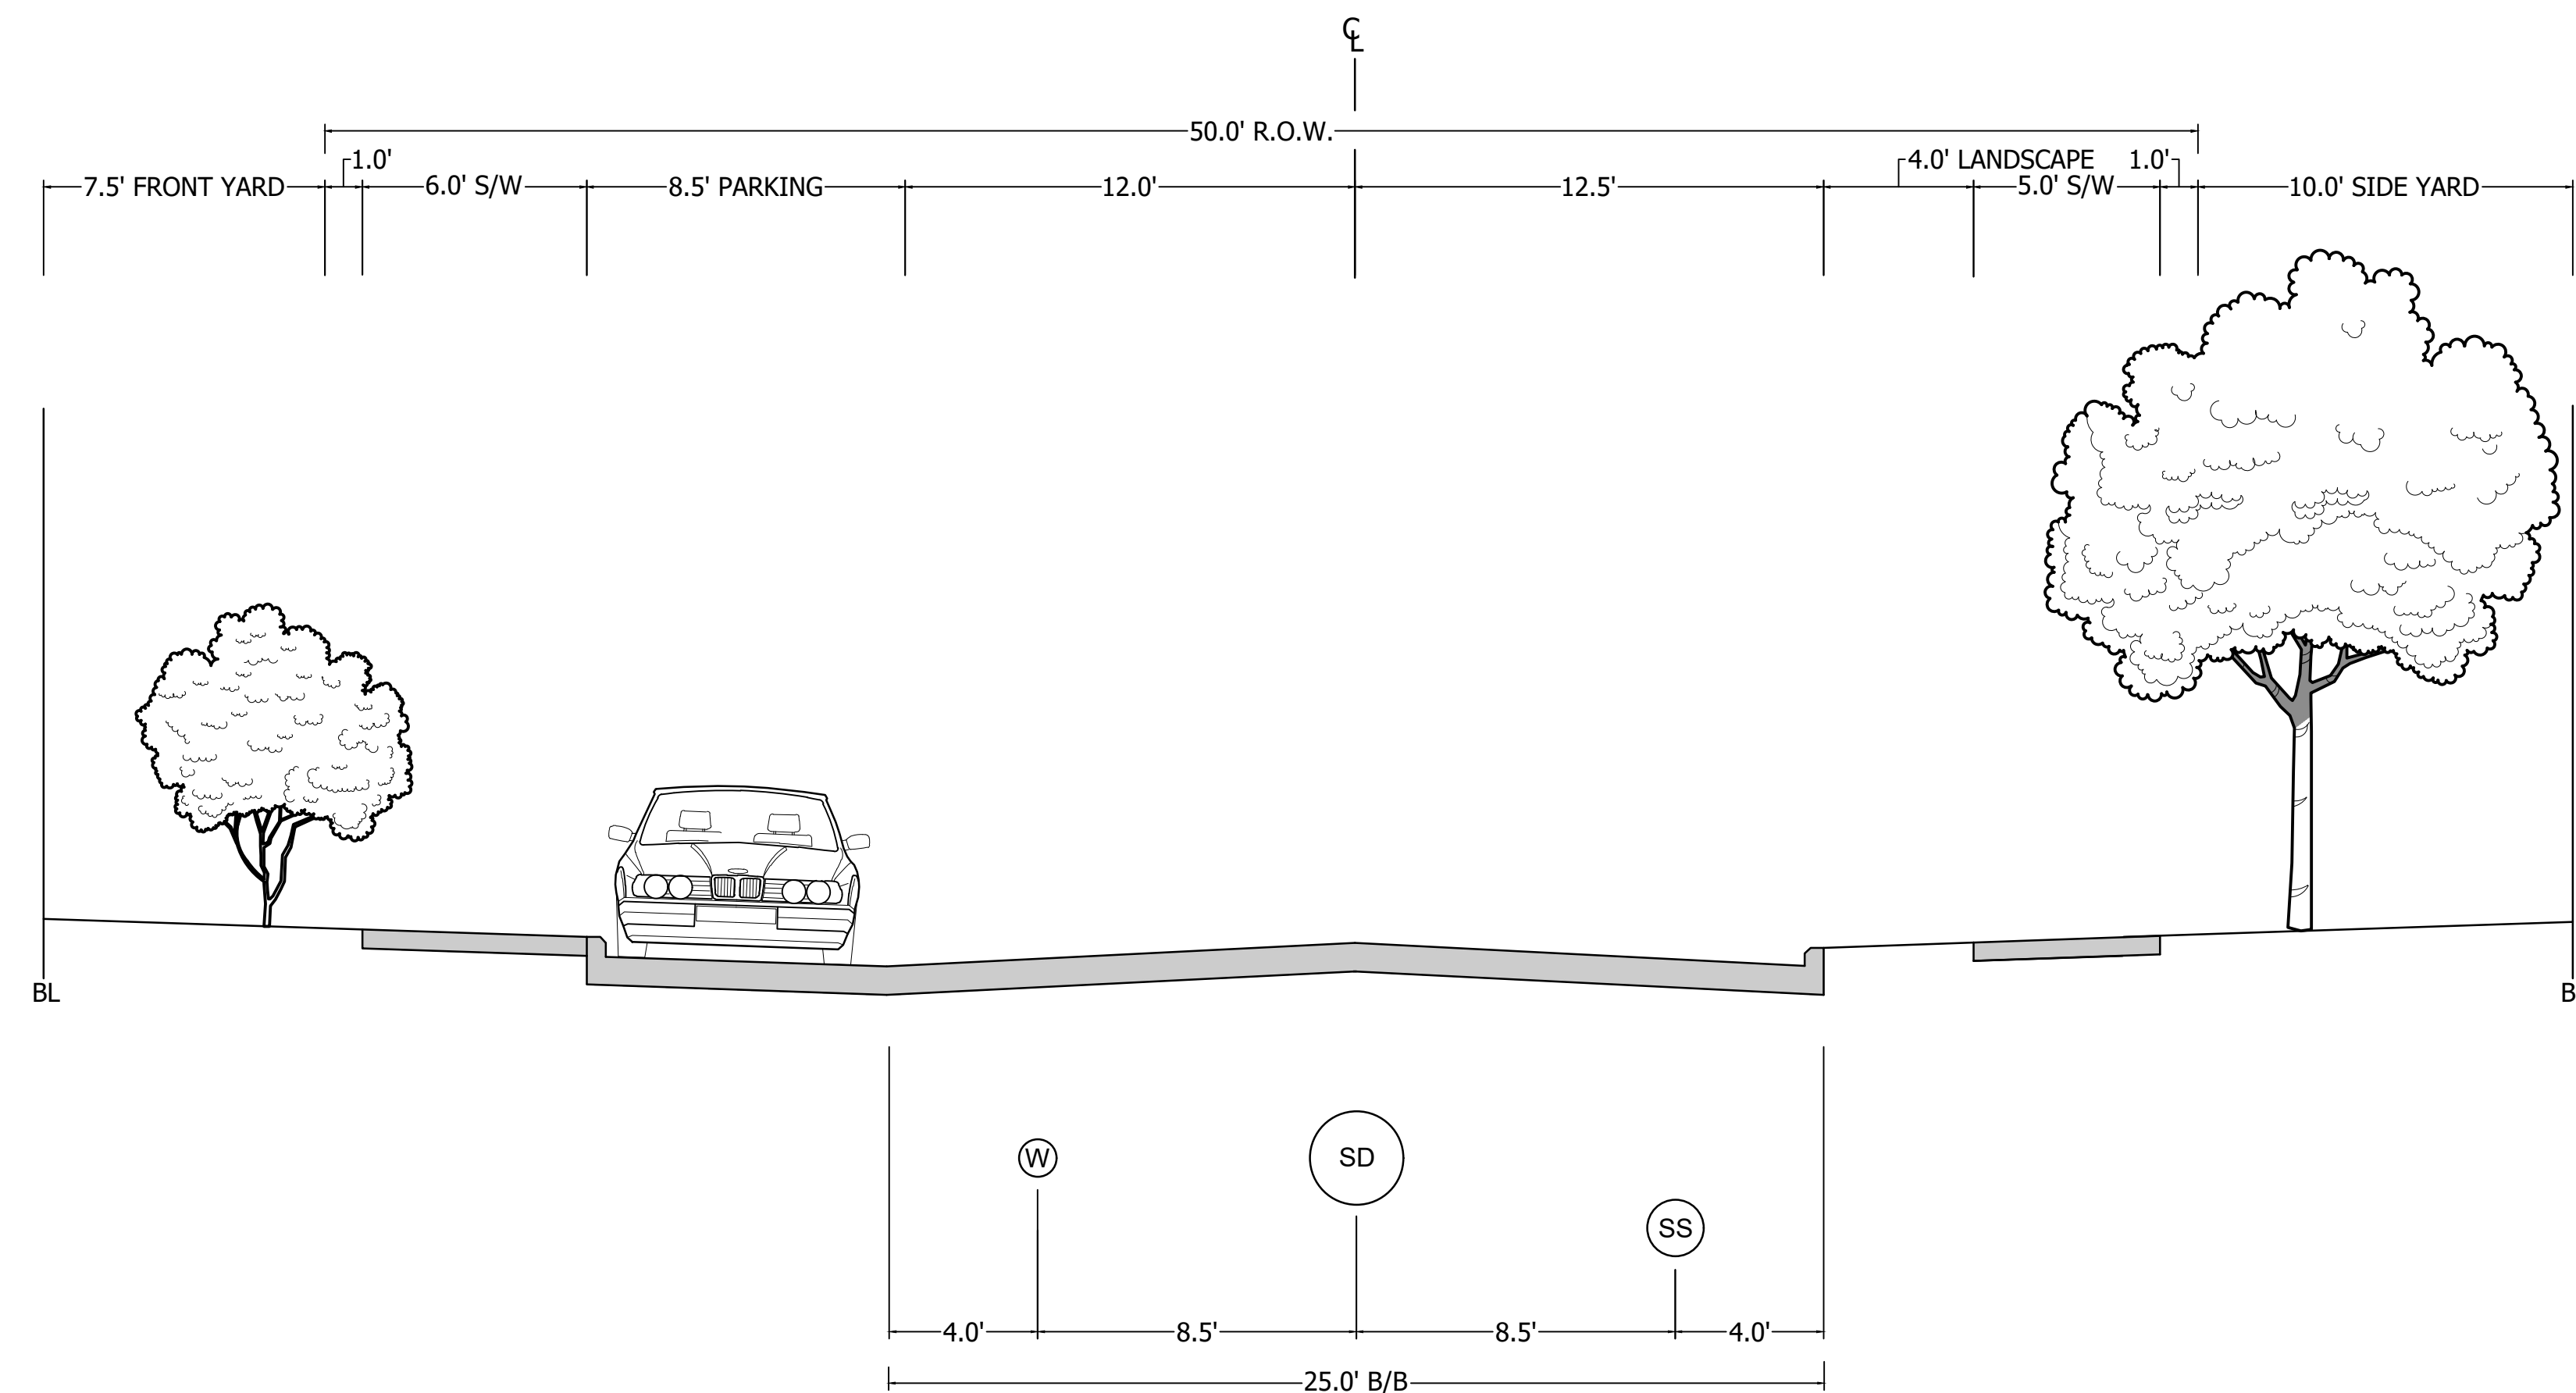 ℄
50.0' R.O.W.
1.0'
4.0' LANDSCAPE
1.0'
7.5' FRONT YARD
6.0' S/W
8.5' PARKING
12.0'
12.5'
5.0' S/W
10.0' SIDE YARD
BL
B
W
SD
SS
4.0'
8.5'
8.5'
4.0'
25.0' B/B